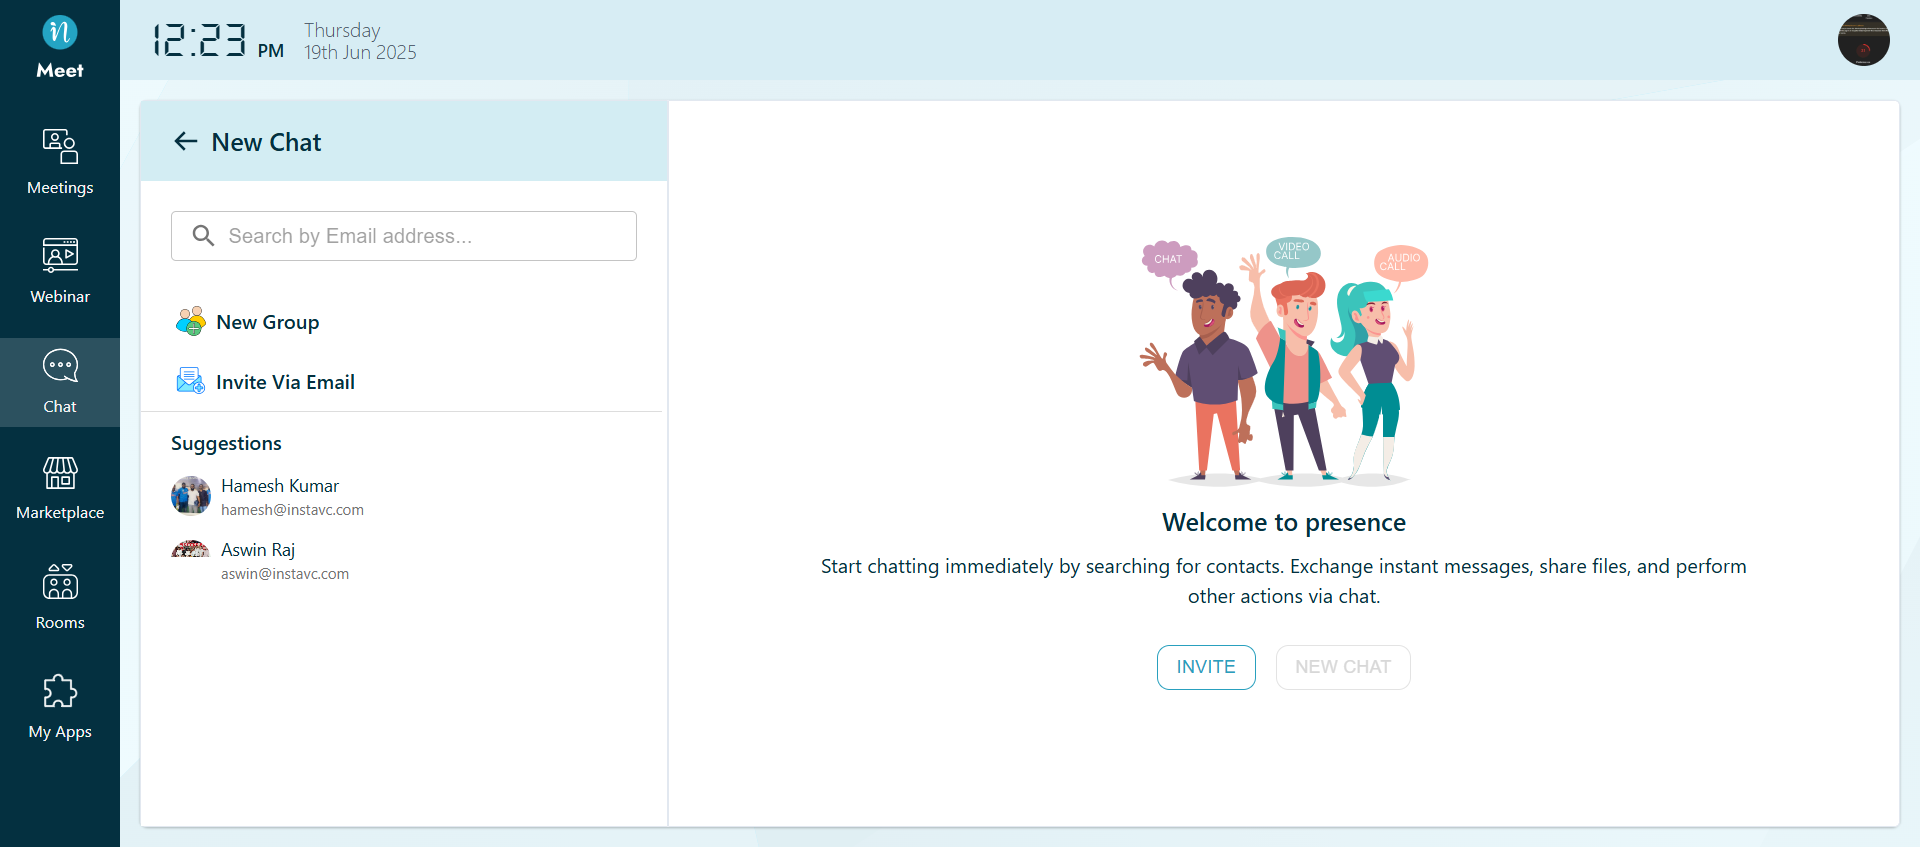 Meet
Meetings
Webinar
Chat
Marketplace
Rooms
My Apps
12:23 PM
Thursday
19th Jun 2025
New Chat
Search by Email address...
New Group
Invite Via Email
Suggestions
Hamesh Kumar
hamesh@instavc.com
Aswin Raj
aswin@instavc.com
CHAT
VIDEO
CALL
AUDIO
CALL
Welcome to presence
Start chatting immediately by searching for contacts. Exchange instant messages, share files, and perform
other actions via chat.
INVITE
NEW CHAT